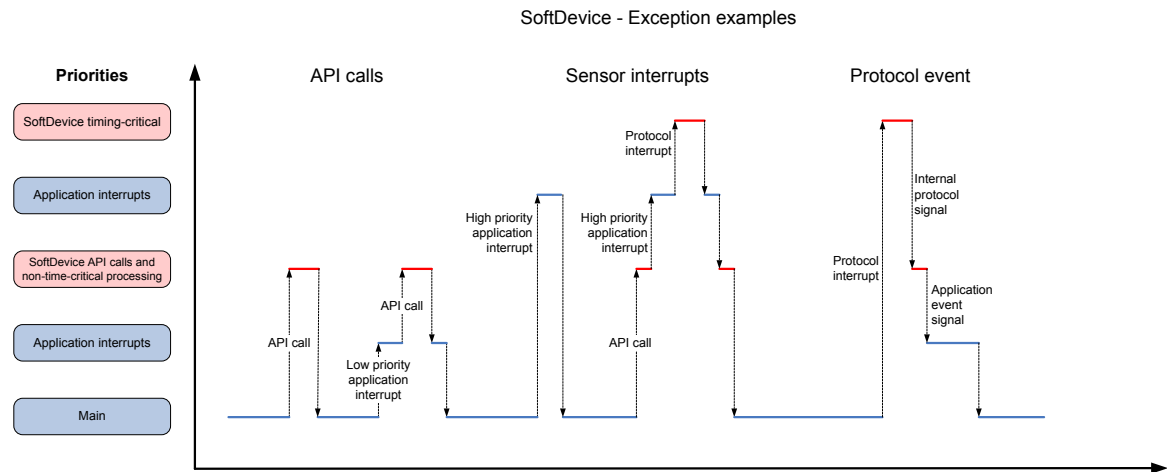 SoftDevice - Exception examples
Priorities
API calls
Sensor interrupts
Protocol event
SoftDevice timing-critical
Application interrupts
SoftDevice API calls and
non-time-critical processing
Application interrupts
Main
API call
API call
Low priority
application
interrupt
High priority
application
interrupt
High priority
application
interrupt
Protocol
interrupt
API call
Protocol
interrupt
Internal
protocol
signal
Application
event
signal